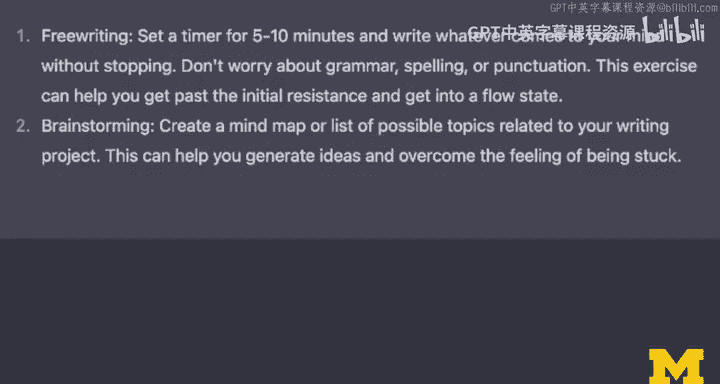 GPT中英字幕课程资源@bilibili.com
GPT中英字幕课程资源 bilibili
1. Freewriting: Set a timer for 5-10 minutes and write whatever comes to your mind
without stopping. Don't worry about grammar, spelling, or punctuation. This exercise
can help you get past the initial resistance and get into a flow state.
2. Brainstorming: Create a mind map or list of possible topics related to your writing
project. This can help you generate ideas and overcome the feeling of being stuck.
M